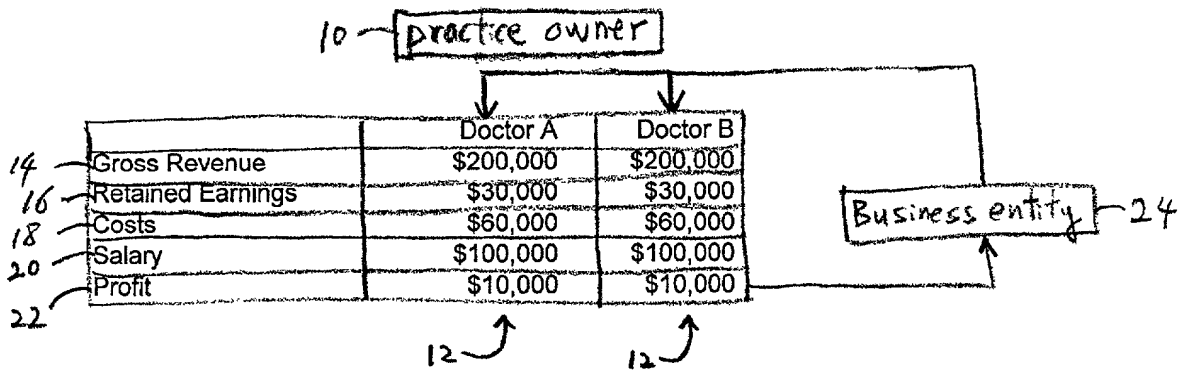 10 practice owner
Doctor A Doctor B
14 Gross Revenue $200,000 $200,000
16 Retained Earnings $30,000 $30,000
Business entity 24
18 Costs $60,000 $60,000
20 Salary $100,000 $100,000
22 Profit $10,000 $10,000
12 12